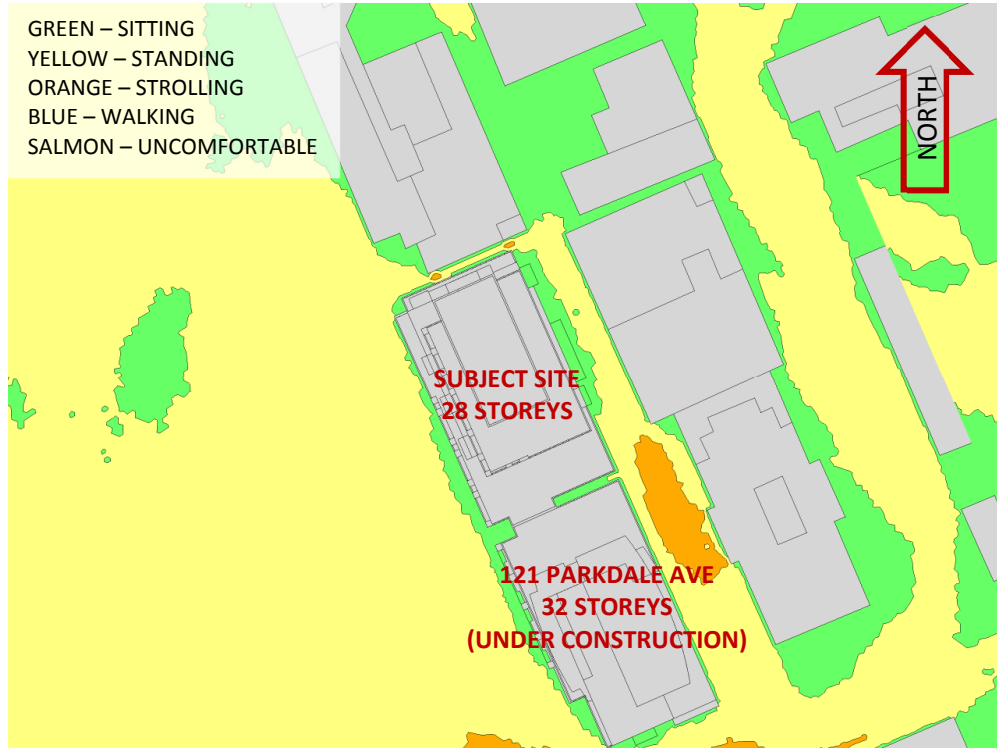 GREEN – SITTING
YELLOW – STANDING
ORANGE – STROLLING
BLUE – WALKING
SALMON – UNCOMFORTABLE
NORTH
SUBJECT SITE
28 STOREYS
121 PARKDALE AVE
32 STOREYS
(UNDER CONSTRUCTION)